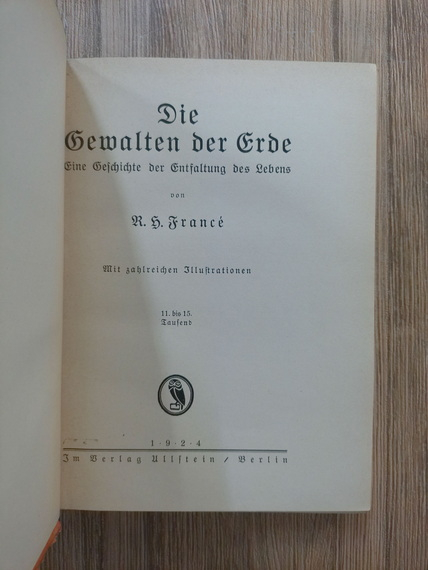 Die
Gewalten der Erde
Eine Geschichte der Entfaltung des Lebens
von
R. H. Francé
Mit zahlreichen Illustrationen
11. bis 15.
Tausend
1·9·2·4
Im Verlag Ullstein / Berlin